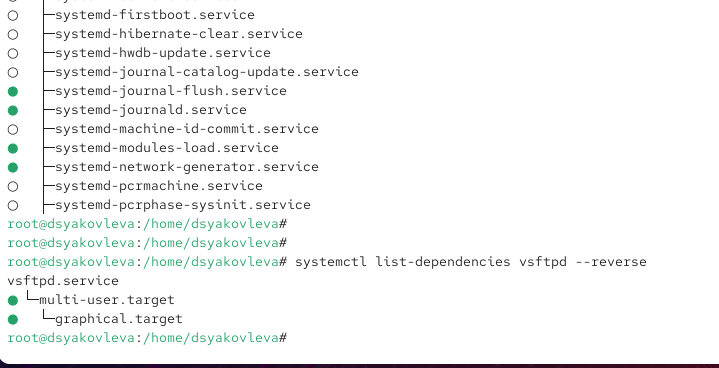 ├─systemd-firstboot.service
├─systemd-hibernate-clear.service
├─systemd-hwdb-update.service
├─systemd-journal-catalog-update.service
├─systemd-journal-flush.service
├─systemd-journald.service
├─systemd-machine-id-commit.service
├─systemd-modules-load.service
├─systemd-network-generator.service
├─systemd-pcrmachine.service
├─systemd-pcrphase-sysinit.service
root@dsyakovleva:/home/dsyakovleva#
root@dsyakovleva:/home/dsyakovleva#
root@dsyakovleva:/home/dsyakovleva# systemctl list-dependencies vsftpd --reverse
vsftpd.service
● └─multi-user.target
●   └─graphical.target
root@dsyakovleva:/home/dsyakovleva#